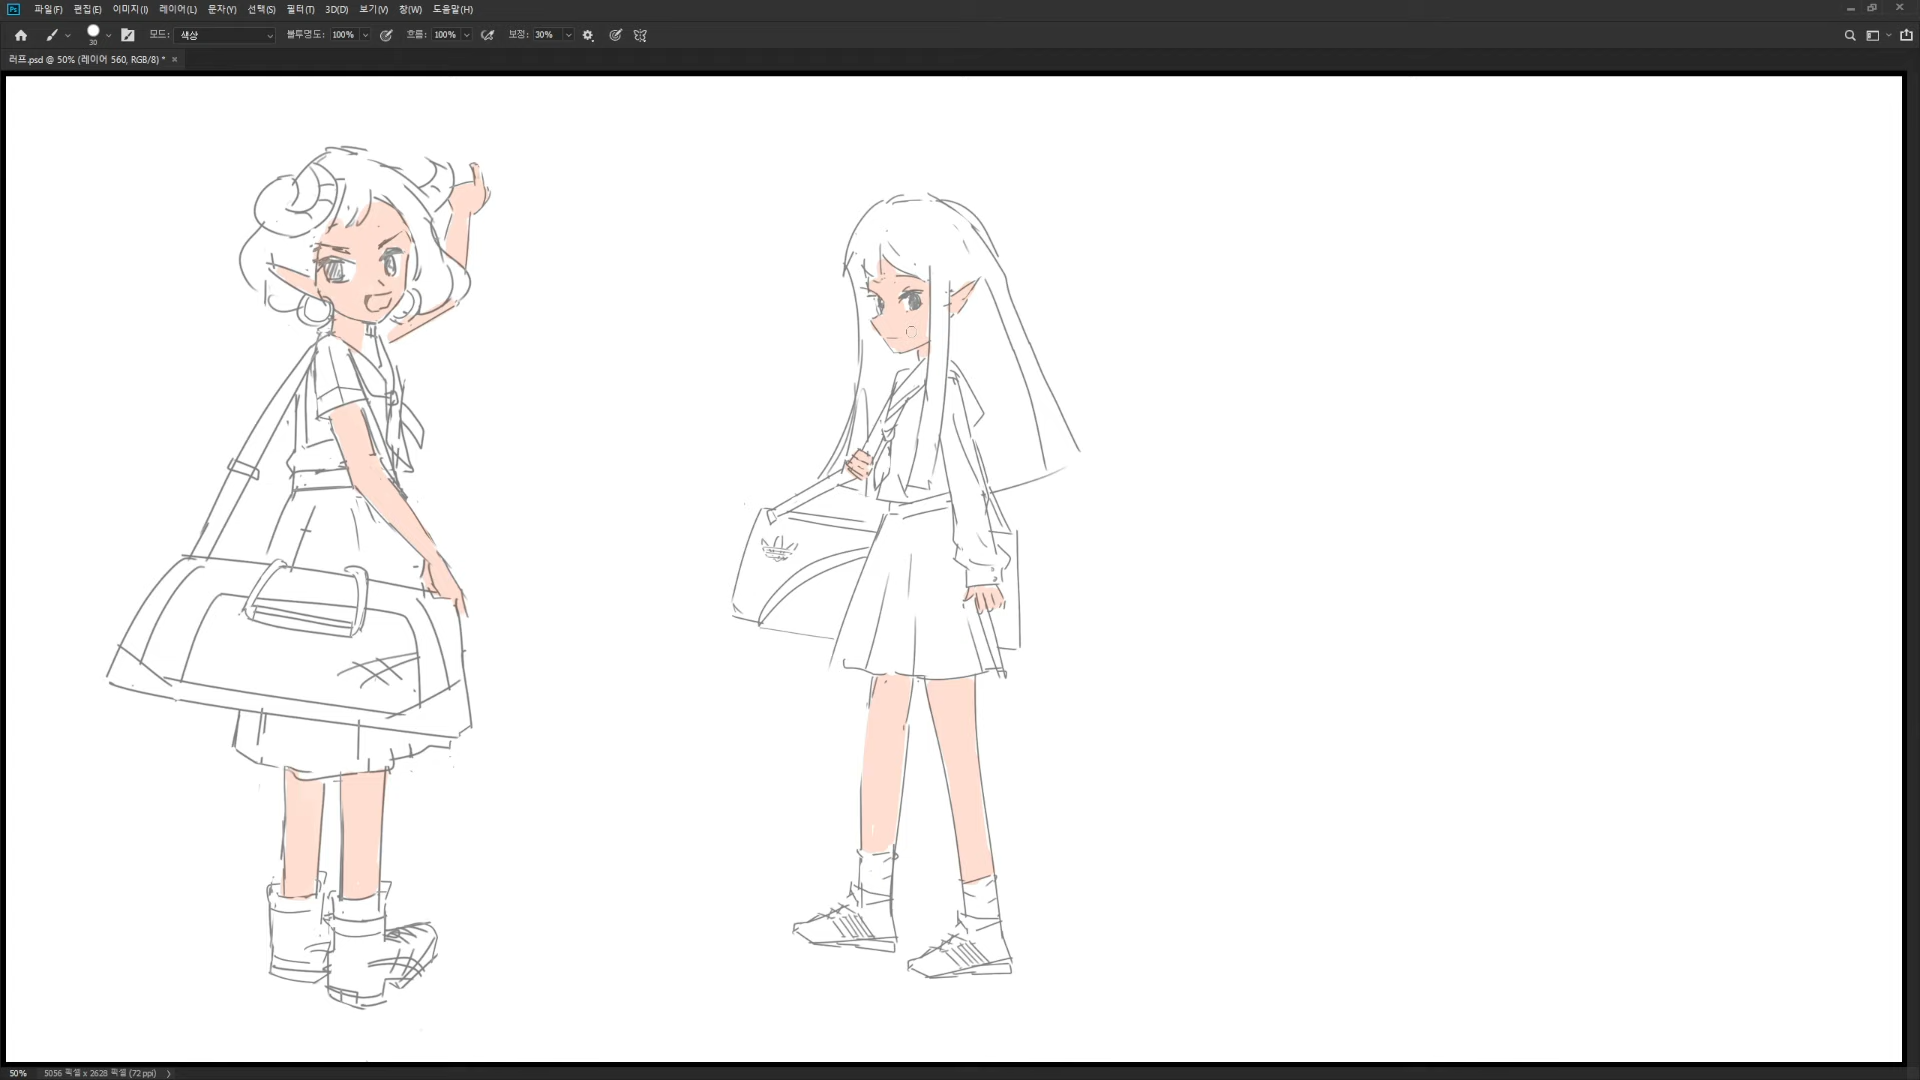 Ps 파일(F) 편집(E) 이미지(I) 레이어(L) 문자(Y) 선택(S) 필터(T) 3D(D) 보기(V) 창(W) 도움말(H)
30 모드: 색상 불투명도: 100% 흐름: 100% 보정: 30%
러프.psd @ 50% (레이어 560, RGB/8) * ×
50% 5056 픽셀 x 2628 픽셀 (72 ppi) >